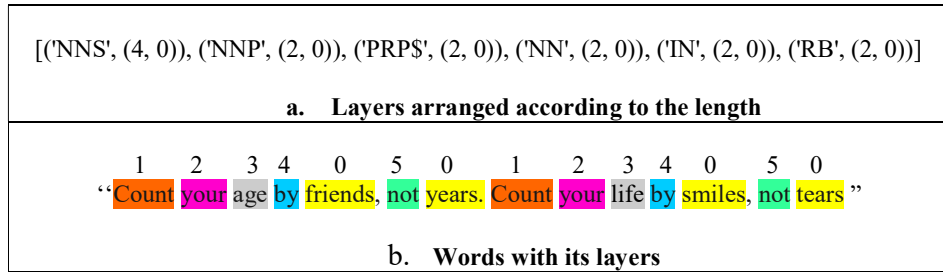 [('NNS', (4, 0)), ('NNP', (2, 0)), ('PRP$', (2, 0)), ('NN', (2, 0)), ('IN', (2, 0)), ('RB', (2, 0))]
a. Layers arranged according to the length
1 2 3 4 0 5 0 1 2 3 4 0 5 0
‘‘Count your age by friends, not years. Count your life by smiles, not tears ”
b. Words with its layers